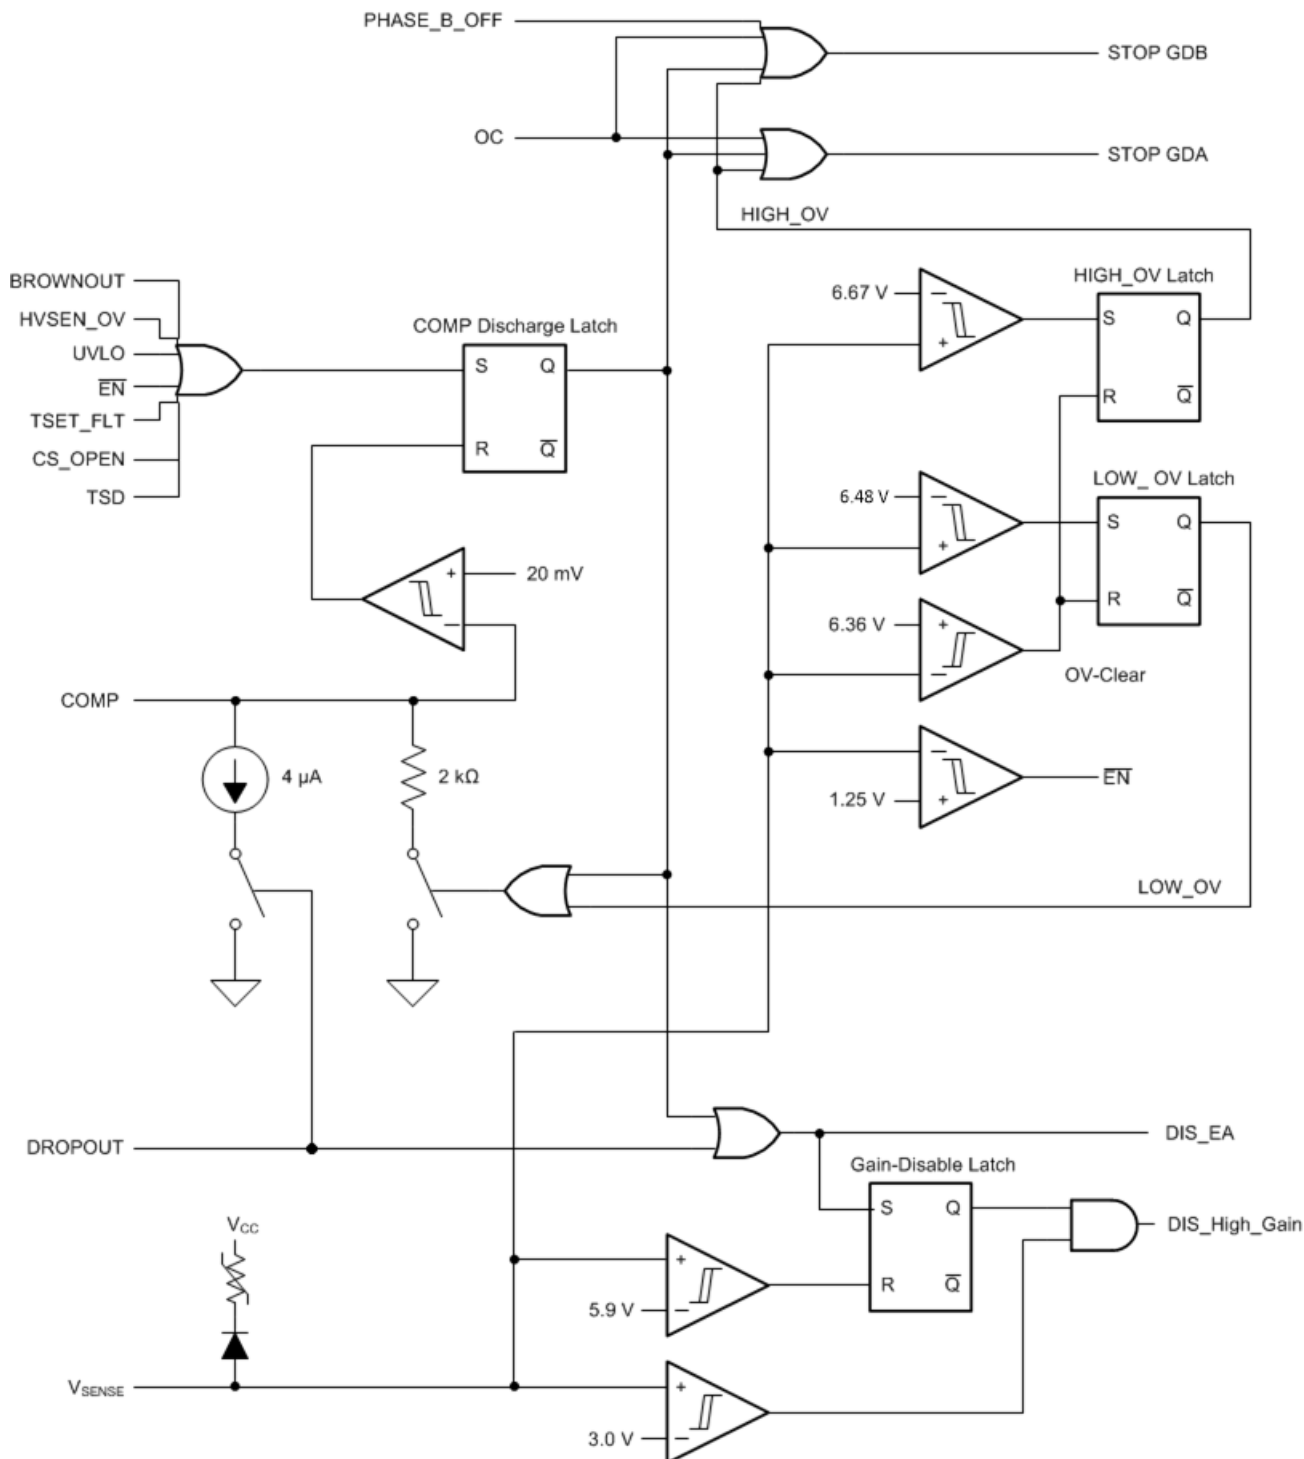 PHASE_B_OFF
STOP GDB
OC
STOP GDA
HIGH_OV
BROWNOUT
HVSEN_OV
UVLO
E̅N̅
TSET_FLT
CS_OPEN
TSD
COMP Discharge Latch
S Q
R Q̅
6.67 V
−
+
HIGH_OV Latch
S Q
R Q̅
6.48 V
−
+
LOW_ OV Latch
S Q
R Q̅
+ 20 mV
−
6.36 V
+
−
OV-Clear
COMP
4 µA
2 kΩ
−
1.25 V
+
E̅N̅
LOW_OV
DROPOUT
DIS_EA
Gain-Disable Latch
S Q
R Q̅
DIS_High_Gain
VCC
+
5.9 V
−
VSENSE
+
3.0 V
−